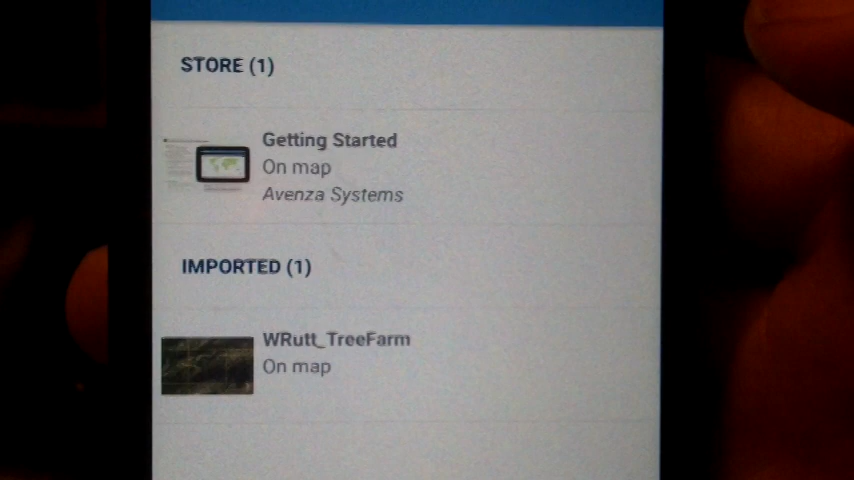 STORE (1)
Getting Started
On map
Avenza Systems
IMPORTED (1)
WRutt_TreeFarm
On map